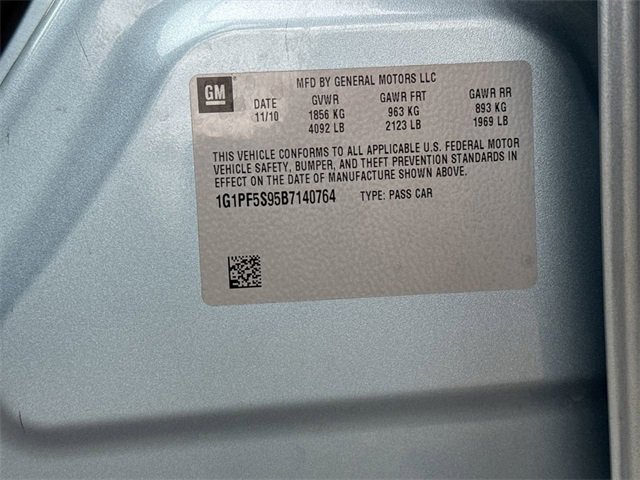 GM
MFD BY GENERAL MOTORS LLC
DATE GVWR GAWR FRT GAWR RR
11/10 1856 KG 963 KG 893 KG
4092 LB 2123 LB 1969 LB
THIS VEHICLE CONFORMS TO ALL APPLICABLE U.S. FEDERAL MOTOR
VEHICLE SAFETY, BUMPER, AND THEFT PREVENTION STANDARDS IN
EFFECT ON THE DATE OF MANUFACTURE SHOWN ABOVE.
1G1PF5S95B7140764 TYPE: PASS CAR